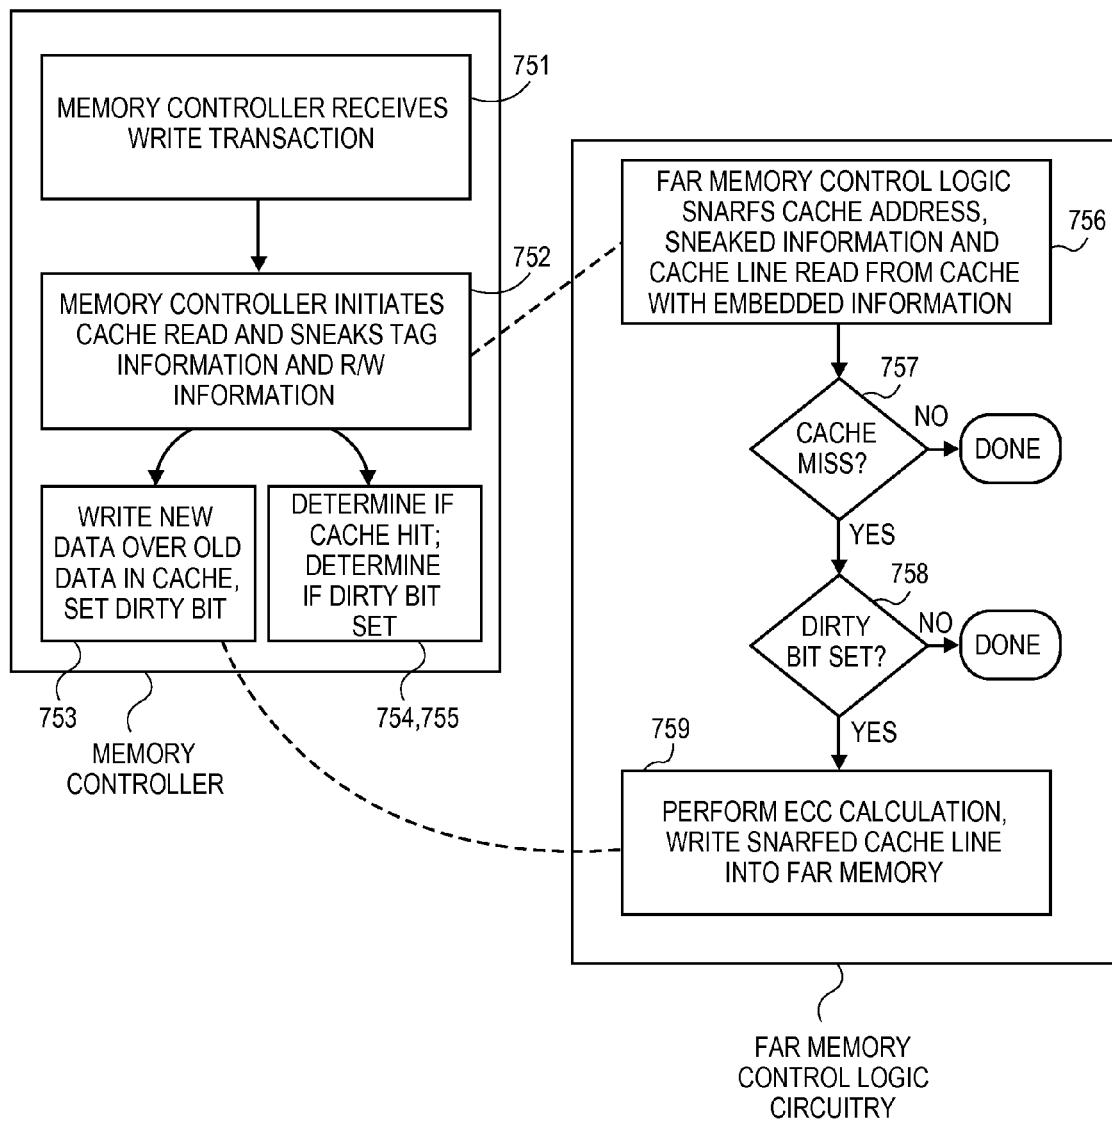 751
MEMORY CONTROLLER RECEIVES
WRITE TRANSACTION
752
MEMORY CONTROLLER INITIATES
CACHE READ AND SNEAKS TAG
INFORMATION AND R/W
INFORMATION
WRITE NEW
DATA OVER OLD
DATA IN CACHE,
SET DIRTY BIT
DETERMINE IF
CACHE HIT;
DETERMINE
IF DIRTY BIT
SET
753
754,755
MEMORY
CONTROLLER
FAR MEMORY CONTROL LOGIC
SNARFS CACHE ADDRESS,
SNEAKED INFORMATION AND
CACHE LINE READ FROM CACHE
WITH EMBEDDED INFORMATION
756
757
CACHE
MISS?
NO
DONE
YES
758
DIRTY
BIT SET?
NO
DONE
YES
759
PERFORM ECC CALCULATION,
WRITE SNARFED CACHE LINE
INTO FAR MEMORY
FAR MEMORY
CONTROL LOGIC
CIRCUITRY